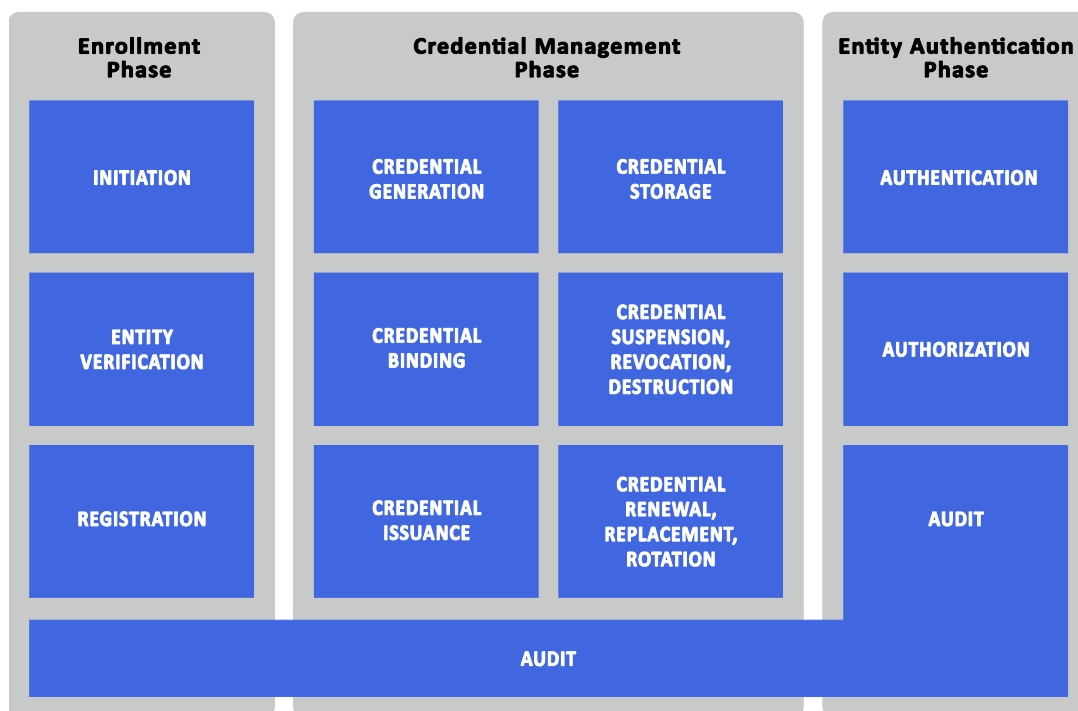 Enrollment
Phase
INITIATION
ENTITY
VERIFICATION
REGISTRATION
Credential Management
Phase
CREDENTIAL
GENERATION
CREDENTIAL
STORAGE
CREDENTIAL
BINDING
CREDENTIAL
SUSPENSION,
REVOCATION,
DESTRUCTION
CREDENTIAL
ISSUANCE
CREDENTIAL
RENEWAL,
REPLACEMENT,
ROTATION
Entity Authentication
Phase
AUTHENTICATION
AUTHORIZATION
AUDIT
AUDIT